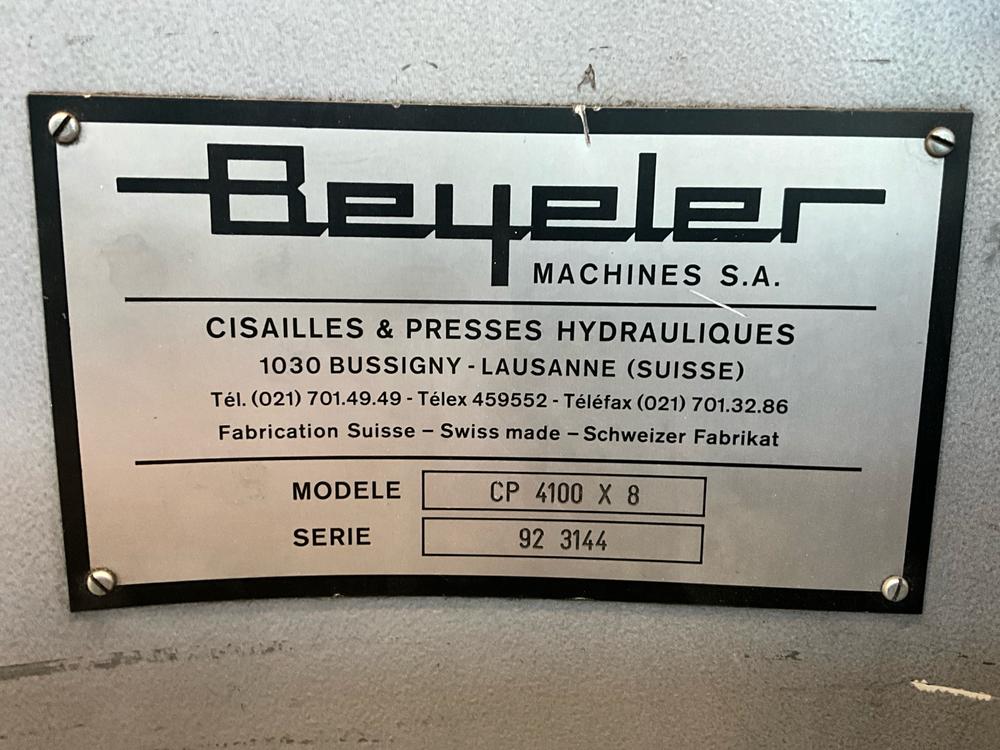 Beyeler
MACHINES S.A.
CISAILLES & PRESSES HYDRAULIQUES
1030 BUSSIGNY - LAUSANNE (SUISSE)
Tél. (021) 701.49.49 - Télex 459552 - Téléfax (021) 701.32.86
Fabrication Suisse – Swiss made – Schweizer Fabrikat
MODELE CP 4100 X 8
SERIE 92 3144